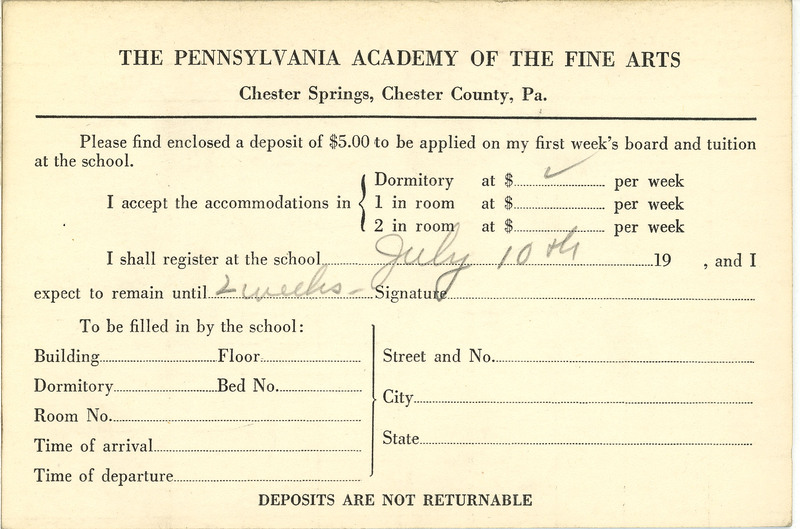 THE PENNSYLVANIA ACADEMY OF THE FINE ARTS
Chester Springs, Chester County, Pa.
Please find enclosed a deposit of $5.00 to be applied on my first week's board and tuition
at the school.
I accept the accommodations in { Dormitory at $..........✓.......... per week
1 in room at $.................... per week
2 in room at $.................... per week
I shall register at the school.......... July 10th ..........19 , and I
expect to remain until.. 2 weeks – Signature....................
To be filled in by the school:
Building....................Floor....................
Dormitory....................Bed No.....................
Room No.....................
Time of arrival....................
Time of departure....................
Street and No.....................
City....................
State....................
DEPOSITS ARE NOT RETURNABLE